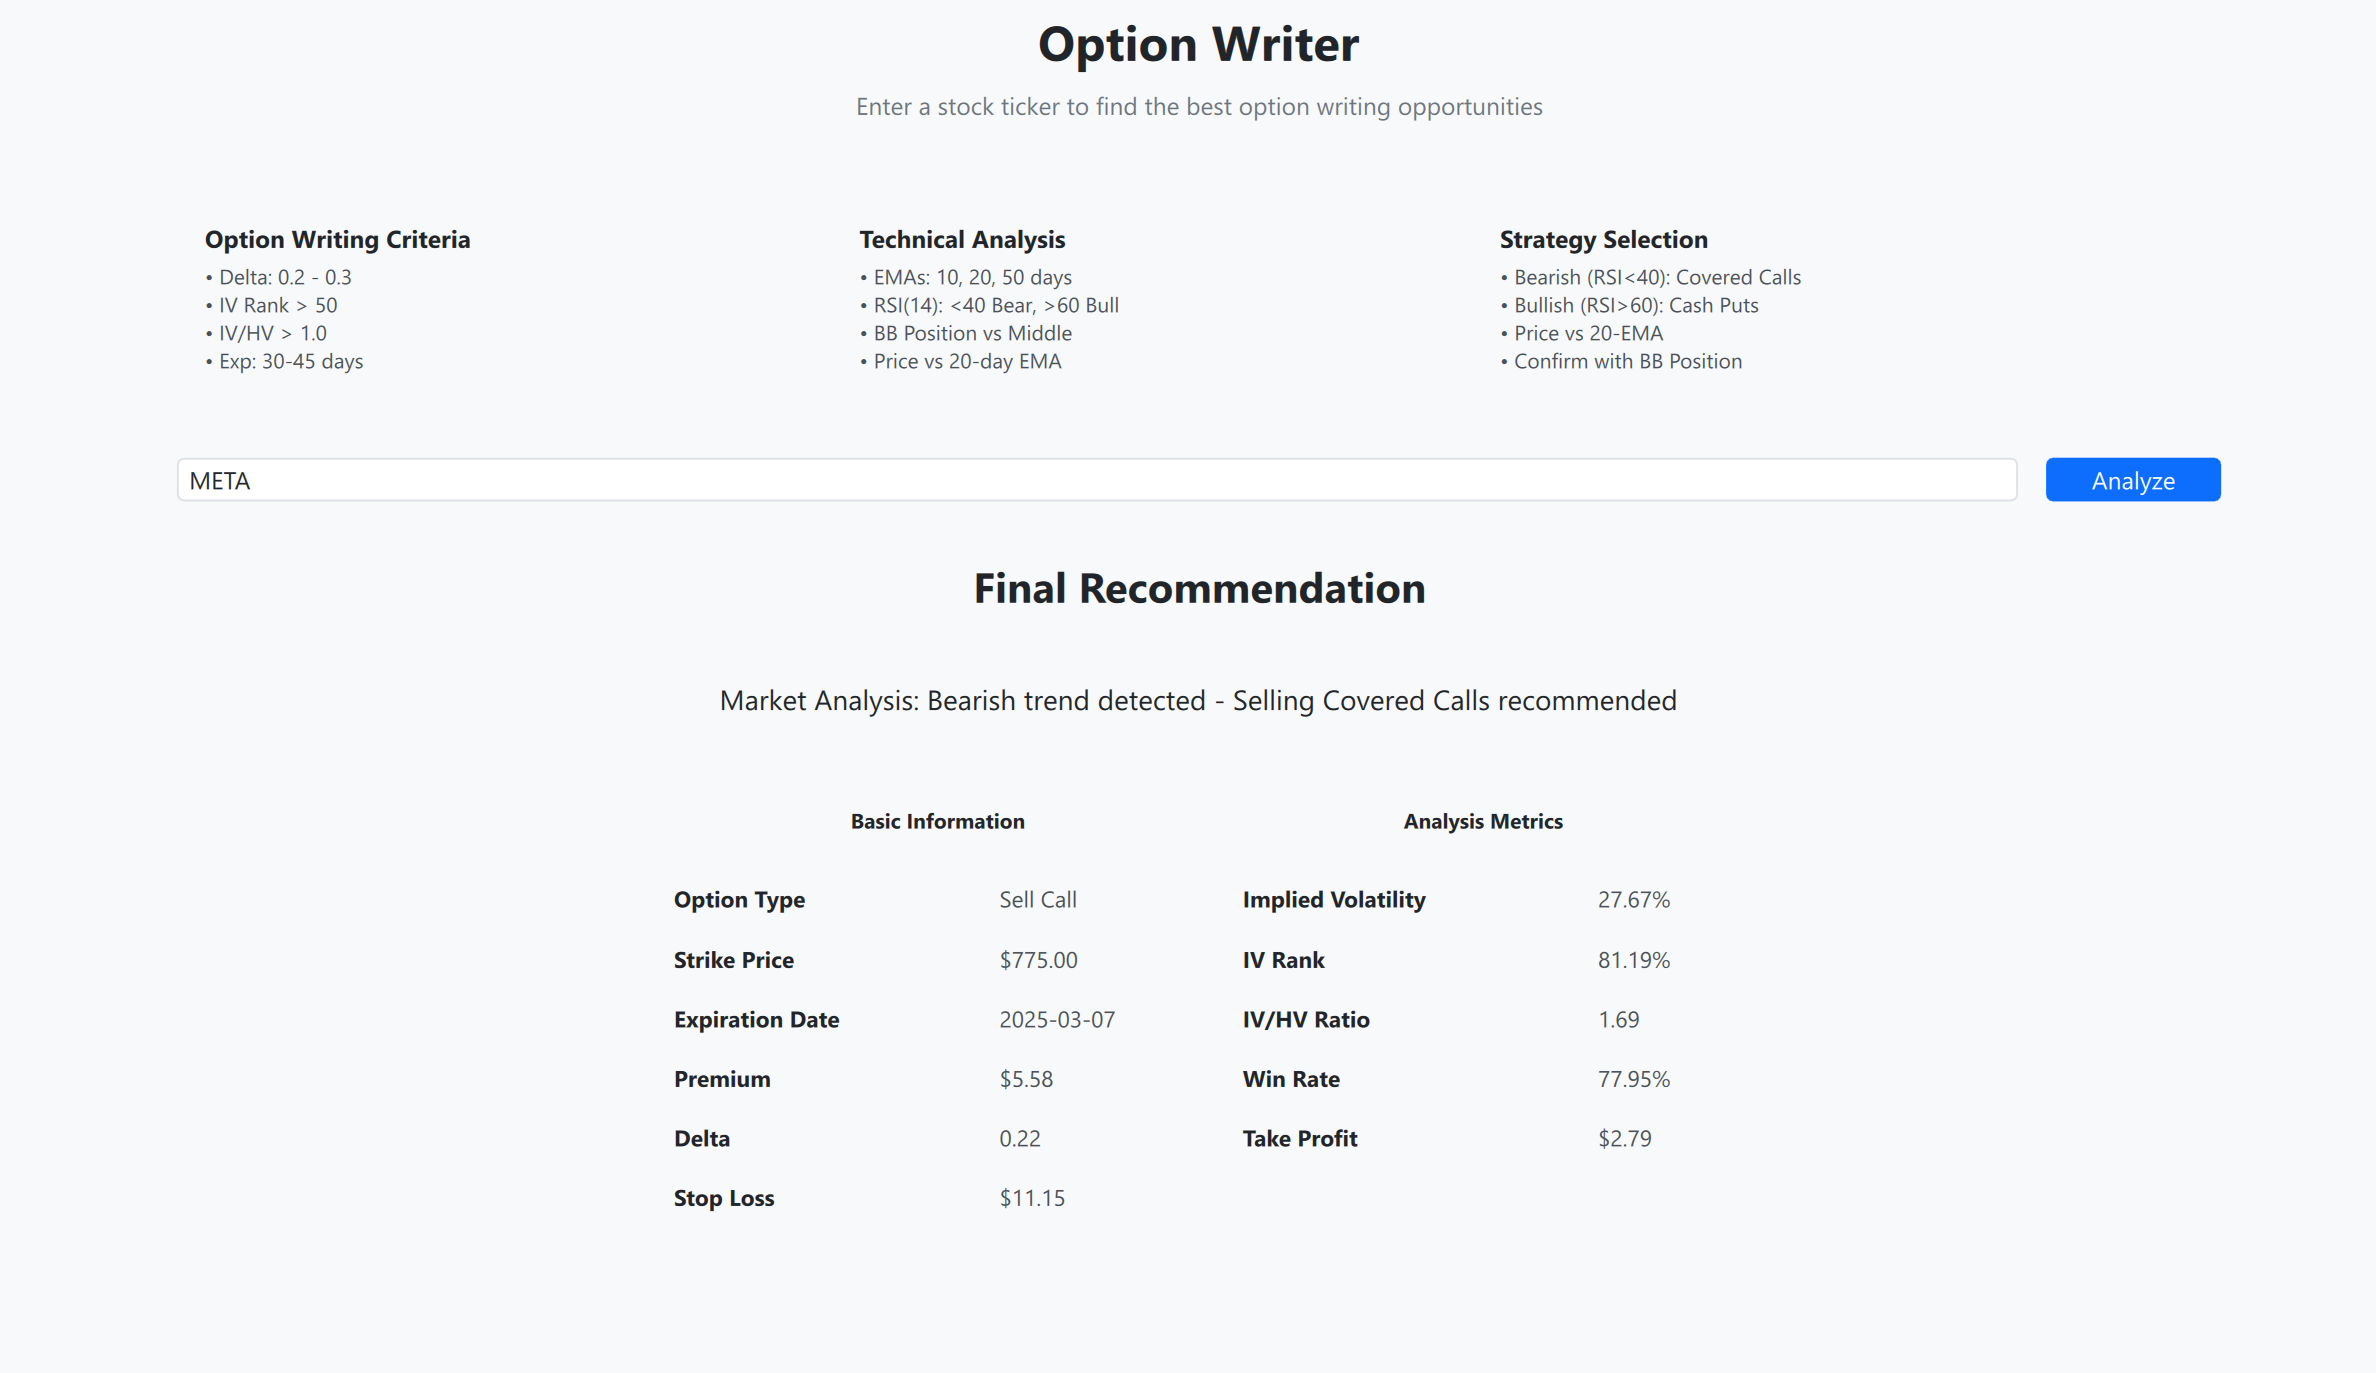 Option Writer
Enter a stock ticker to find the best option writing opportunities
Option Writing Criteria
• Delta: 0.2 - 0.3
• IV Rank > 50
• IV/HV > 1.0
• Exp: 30-45 days
Technical Analysis
• EMAs: 10, 20, 50 days
• RSI(14): <40 Bear, >60 Bull
• BB Position vs Middle
• Price vs 20-day EMA
Strategy Selection
• Bearish (RSI<40): Covered Calls
• Bullish (RSI>60): Cash Puts
• Price vs 20-EMA
• Confirm with BB Position
META
Analyze
Final Recommendation
Market Analysis: Bearish trend detected - Selling Covered Calls recommended
Basic Information
Option Type Sell Call
Strike Price $775.00
Expiration Date 2025-03-07
Premium $5.58
Delta 0.22
Stop Loss $11.15
Analysis Metrics
Implied Volatility 27.67%
IV Rank 81.19%
IV/HV Ratio 1.69
Win Rate 77.95%
Take Profit $2.79